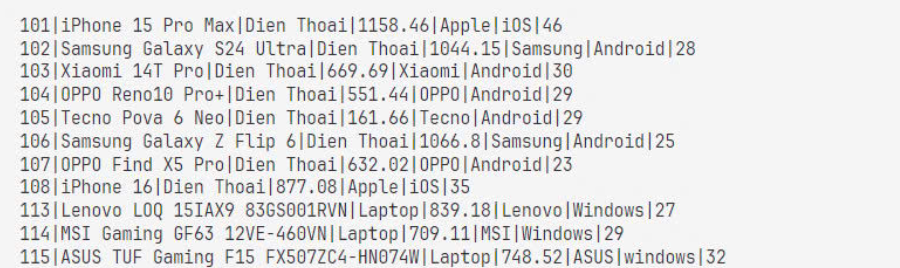 101|iPhone 15 Pro Max|Dien Thoai|1158.46|Apple|iOS|46
102|Samsung Galaxy S24 Ultra|Dien Thoai|1044.15|Samsung|Android|28
103|Xiaomi 14T Pro|Dien Thoai|669.69|Xiaomi|Android|30
104|OPPO Reno10 Pro+|Dien Thoai|551.44|OPPO|Android|29
105|Tecno Pova 6 Neo|Dien Thoai|161.66|Tecno|Android|29
106|Samsung Galaxy Z Flip 6|Dien Thoai|1066.8|Samsung|Android|25
107|OPPO Find X5 Pro|Dien Thoai|632.02|OPPO|Android|23
108|iPhone 16|Dien Thoai|877.08|Apple|iOS|35
113|Lenovo LOQ 15IAX9 83GS001RVN|Laptop|839.18|Lenovo|Windows|27
114|MSI Gaming GF63 12VE-460VN|Laptop|709.11|MSI|Windows|29
115|ASUS TUF Gaming F15 FX507ZC4-HN074W|Laptop|748.52|ASUS|windows|32